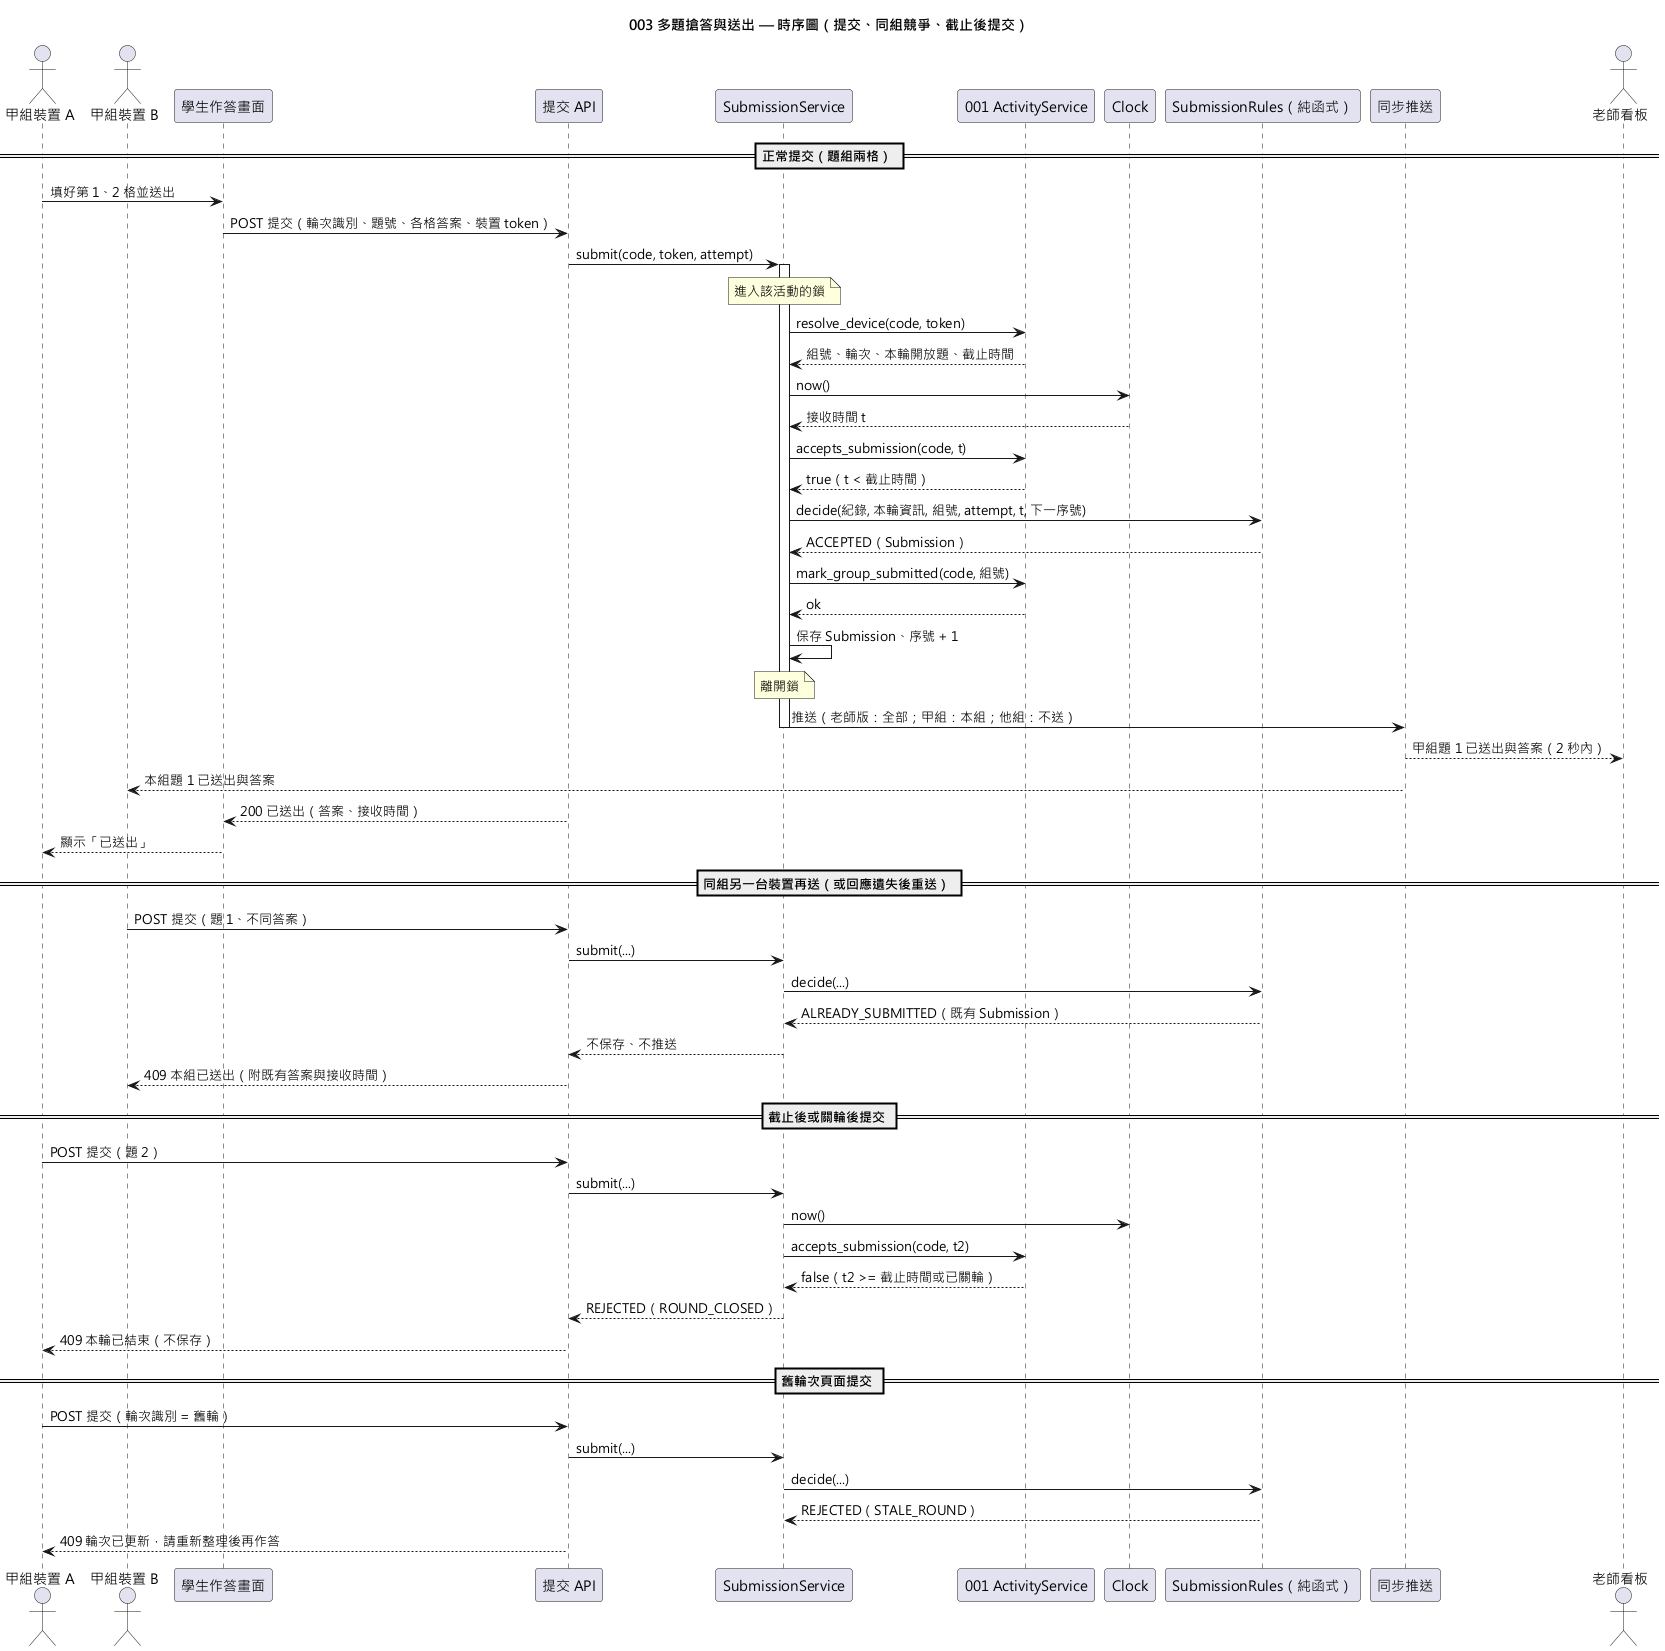 003 多題搶答與送出 — 時序圖（提交、同組競爭、截止後提交）
甲組裝置 A
甲組裝置 B
學生作答畫面
提交 API
SubmissionService
001 ActivityService
Clock
SubmissionRules（純函式）
同步推送
老師看板
正常提交（題組兩格）
填好第 1、2 格並送出
POST 提交（輪次識別、題號、各格答案、裝置 token）
submit(code, token, attempt)
進入該活動的鎖
resolve_device(code, token)
組號、輪次、本輪開放題、截止時間
now()
接收時間 t
accepts_submission(code, t)
true（t < 截止時間）
decide(紀錄, 本輪資訊, 組號, attempt, t, 下一序號)
ACCEPTED（Submission）
mark_group_submitted(code, 組號)
ok
保存 Submission、序號 + 1
離開鎖
推送（老師版：全部；甲組：本組；他組：不送）
甲組題 1 已送出與答案（2 秒內）
本組題 1 已送出與答案
200 已送出（答案、接收時間）
顯示「已送出」
同組另一台裝置再送（或回應遺失後重送）
POST 提交（題 1、不同答案）
submit(...)
decide(...)
ALREADY_SUBMITTED（既有 Submission）
不保存、不推送
409 本組已送出（附既有答案與接收時間）
截止後或關輪後提交
POST 提交（題 2）
submit(...)
now()
accepts_submission(code, t2)
false（t2 >= 截止時間或已關輪）
REJECTED（ROUND_CLOSED）
409 本輪已結束（不保存）
舊輪次頁面提交
POST 提交（輪次識別 = 舊輪）
submit(...)
decide(...)
REJECTED（STALE_ROUND）
409 輪次已更新，請重新整理後再作答
甲組裝置 A
甲組裝置 B
學生作答畫面
提交 API
SubmissionService
001 ActivityService
Clock
SubmissionRules（純函式）
同步推送
老師看板